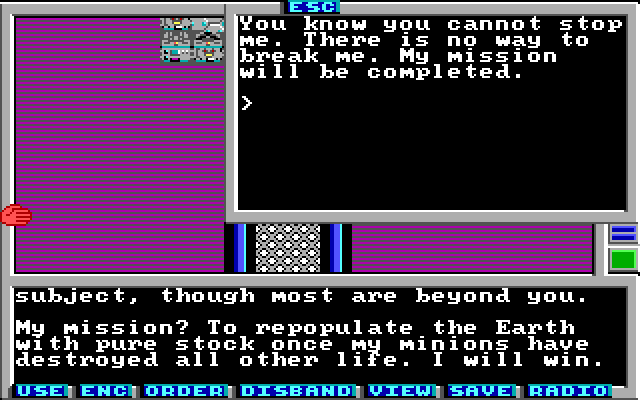 ESC
You know you cannot stop
me. There is no way to
break me. My mission
will be completed.
>
subject, though most are beyond you.
My mission? To repopulate the Earth
with pure stock once my minions have
destroyed all other life. I will win.
USE ENC ORDER DISBAND VIEW SAVE RADIO